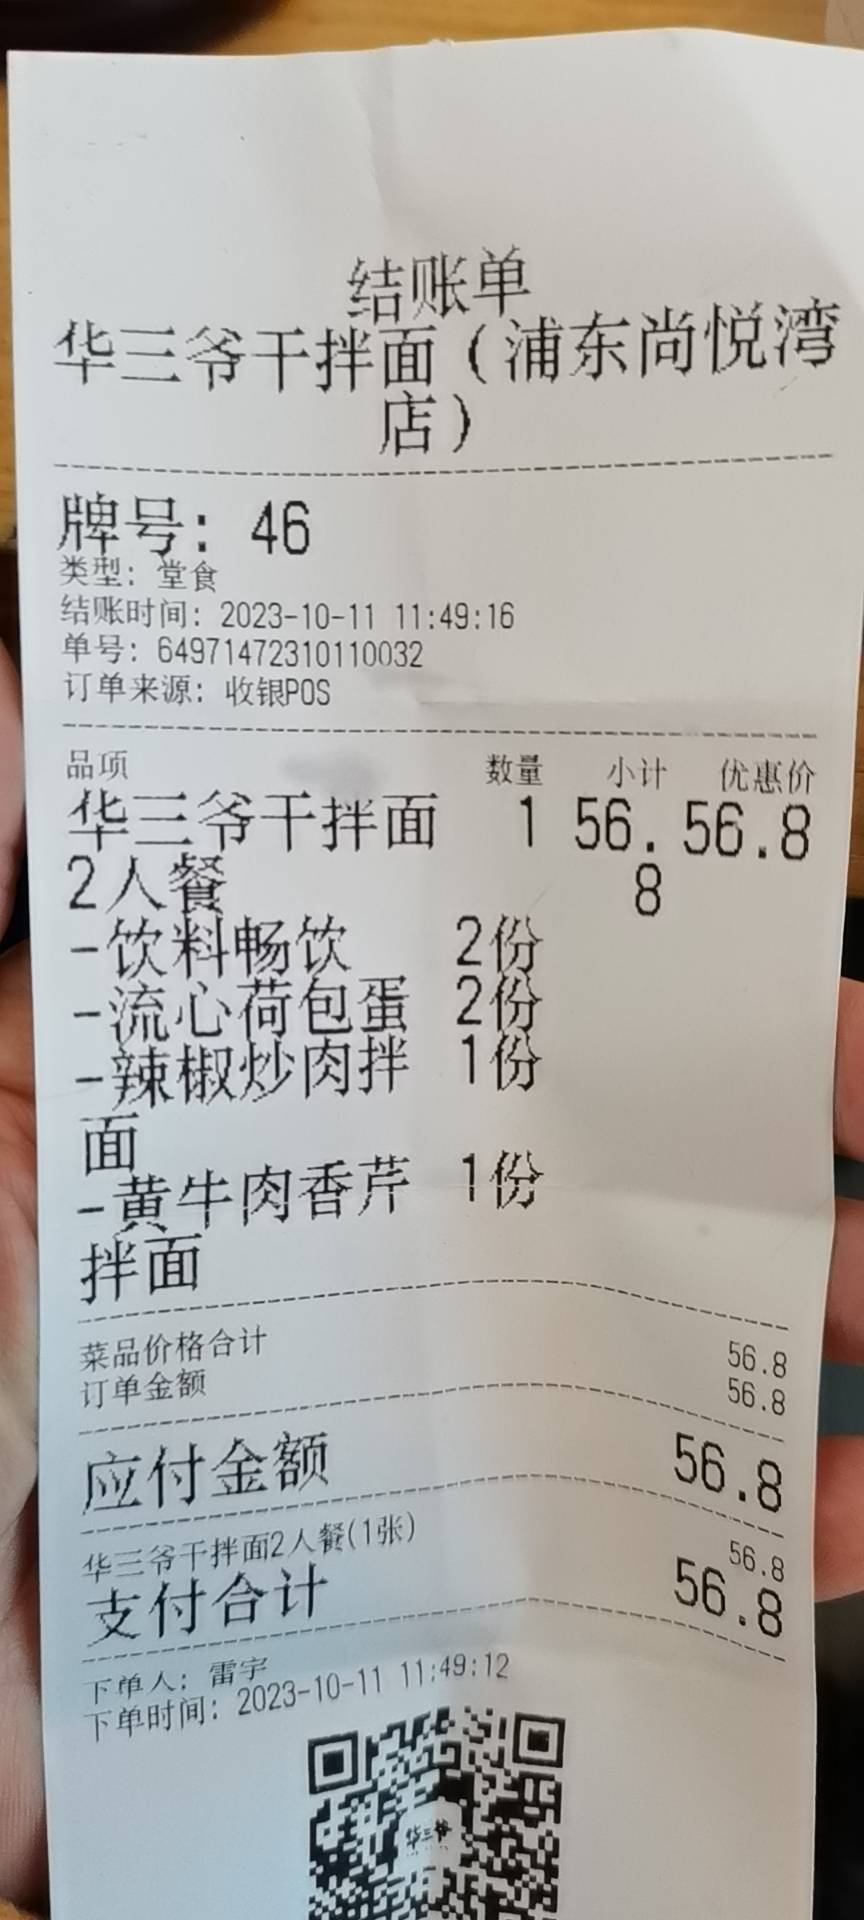 结账单
华三爷干拌面（浦东尚悦湾
店）
牌号：46
类型：堂食
结账时间：2023-10-11 11:49:16
单号：64971472310110032
订单来源：收银POS
品项 数量 小计 优惠价
华三爷干拌面 1 56. 56.8
2人餐 8
-饮料畅饮 2份
-流心荷包蛋 2份
-辣椒炒肉拌 1份
面
-黄牛肉香芹 1份
拌面
菜品价格合计 56.8
订单金额 56.8
应付金额 56.8
华三爷干拌面2人餐(1张) 56.8
支付合计 56.8
下单人：雷宇
下单时间：2023-10-11 11:49:12
华三爷